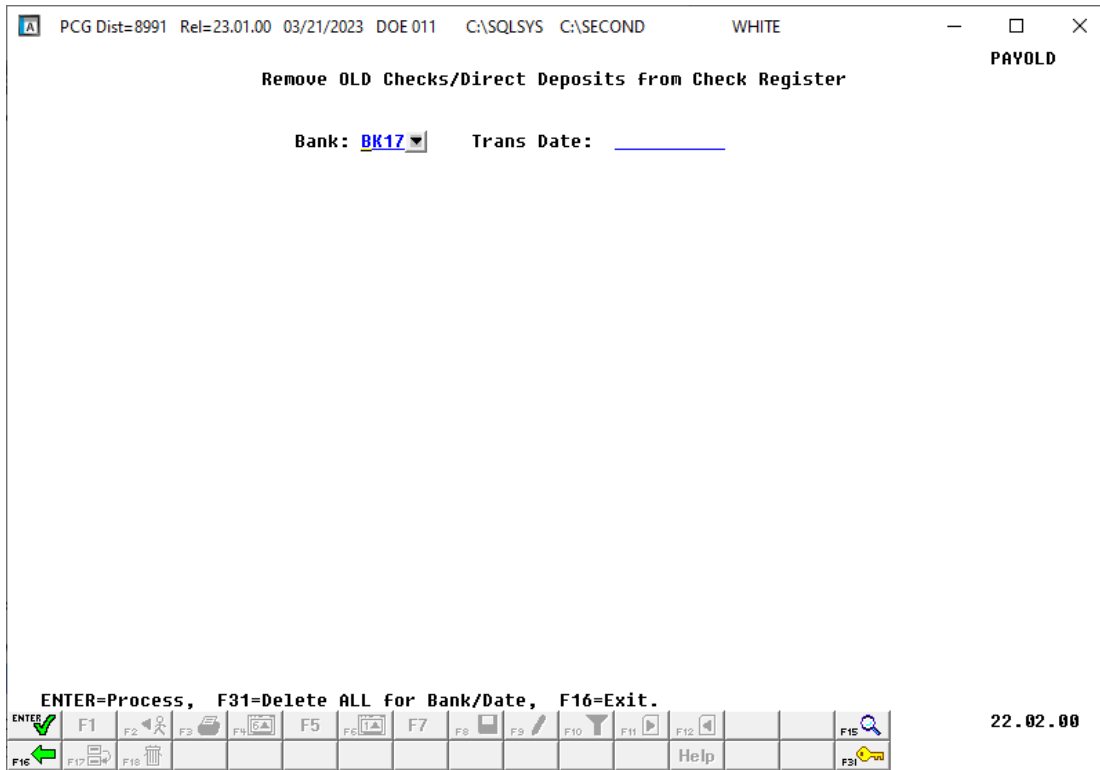 A PCG Dist=8991 Rel=23.01.00 03/21/2023 DOE 011 C:\SQLSYS C:\SECOND WHITE
PAYOLD
Remove OLD Checks/Direct Deposits from Check Register
Bank: BK17 Trans Date:
ENTER=Process, F31=Delete ALL for Bank/Date, F16=Exit.
ENTER F1 F2 F3 F4 6 F5 F6 1 F7 F8 F9 F10 F11 F12 F15 22.02.00
F16 F17 F18 Help F31